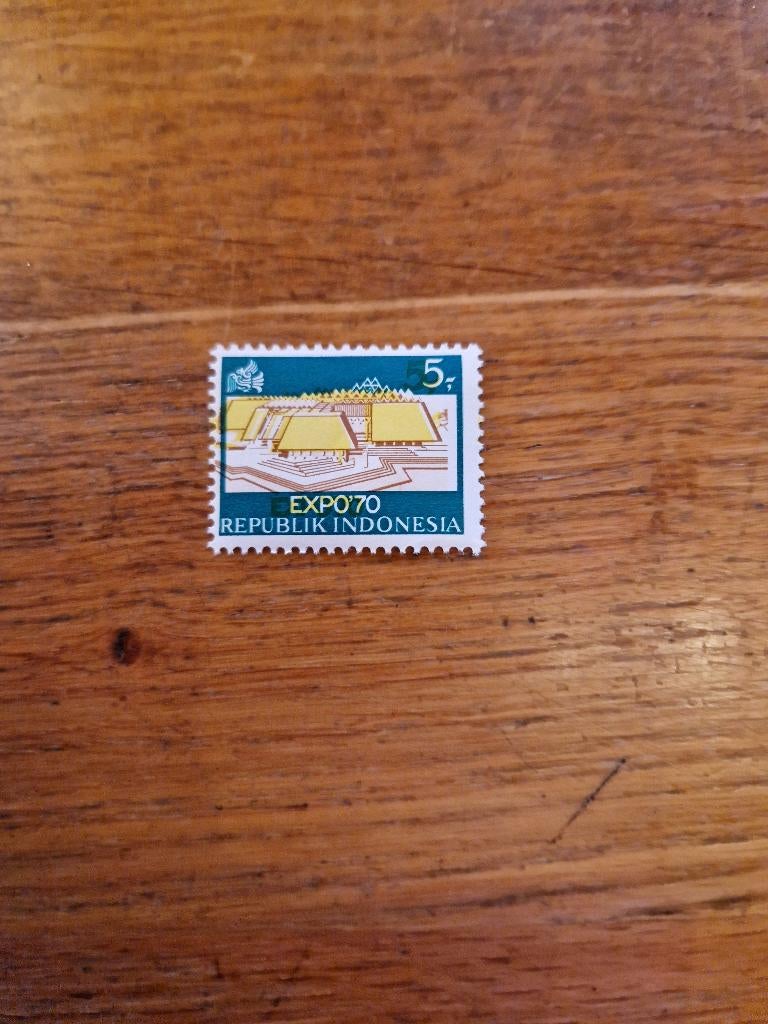 5,-
EXPO'70
REPUBLIK INDONESIA